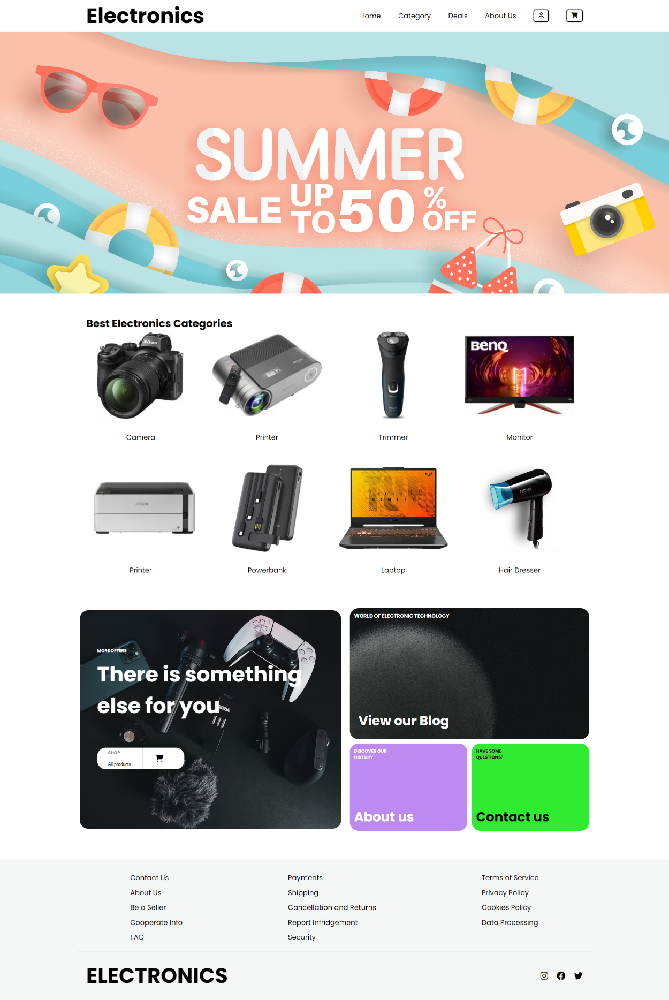 Electronics
Home Category Deals About Us
SUMMER
SALE UP TO 50 % OFF
Best Electronics Categories
Nikon
BenQ
Camera Printer Trimmer Monitor
EPSON
TUF GAMING
NOVA
Printer Powerbank Laptop Hair Dresser
WORLD OF ELECTRONIC TECHNOLOGY
MORE OFFERS
There is something
else for you
RØDE
View our Blog
SHOP
All products
DISCOVER OUR
HISTORY
About us
HAVE SOME
QUESTIONS?
Contact us
Contact Us
About Us
Be a Seller
Cooperate Info
FAQ
Payments
Shipping
Cancellation and Returns
Report Infridgement
Security
Terms of Service
Privacy Policy
Cookies Policy
Data Processing
ELECTRONICS